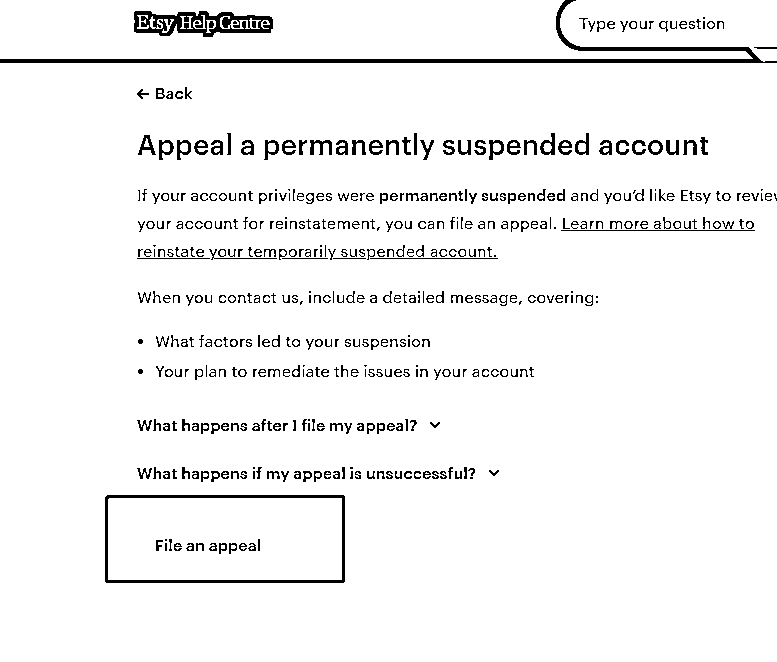 Etsy Help Centre
Type your question
← Back
Appeal a permanently suspended account
If your account privileges were permanently suspended and you'd like Etsy to review
your account for reinstatement, you can file an appeal. Learn more about how to
reinstate your temporarily suspended account.
When you contact us, include a detailed message, covering:
• What factors led to your suspension
• Your plan to remediate the issues in your account
What happens after I file my appeal?
What happens if my appeal is unsuccessful?
File an appeal